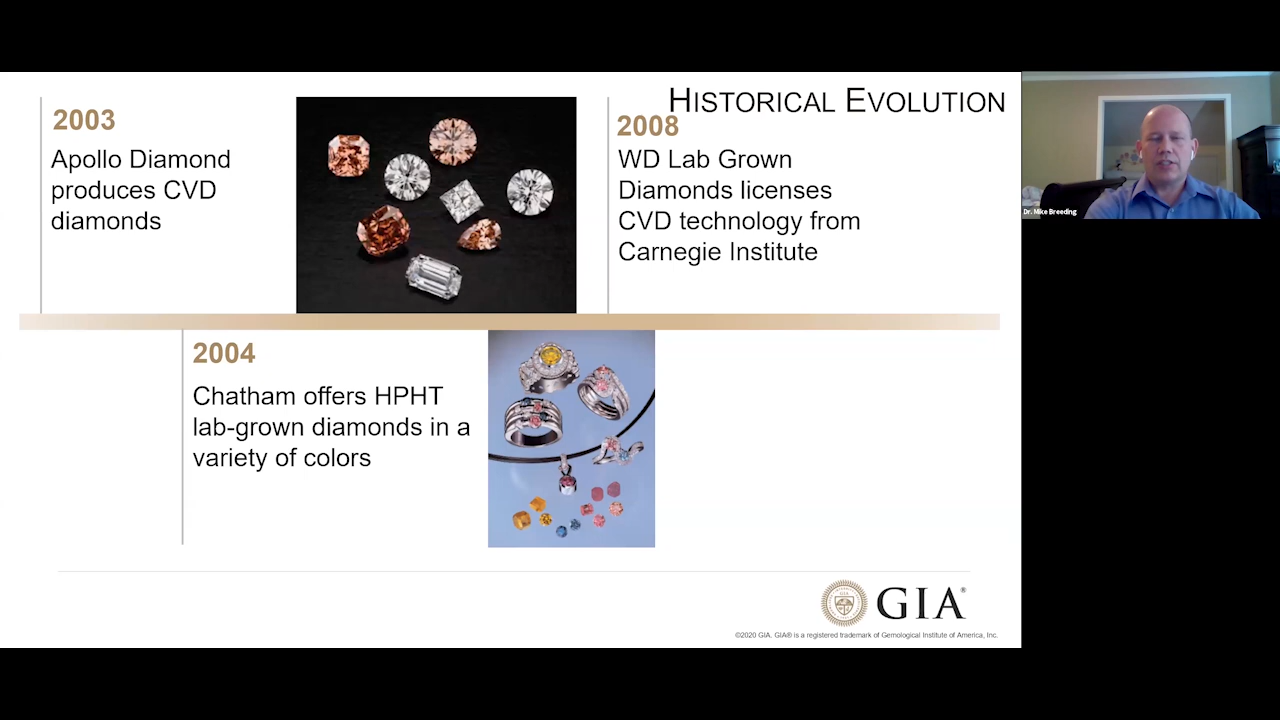 HISTORICAL EVOLUTION
2003
Apollo Diamond
produces CVD
diamonds
2008
WD Lab Grown
Diamonds licenses
CVD technology from
Carnegie Institute
2004
Chatham offers HPHT
lab-grown diamonds in a
variety of colors
GIA®
©2020 GIA. GIA® is a registered trademark of Gemological Institute of America, Inc.
Dr. Mike Breeding